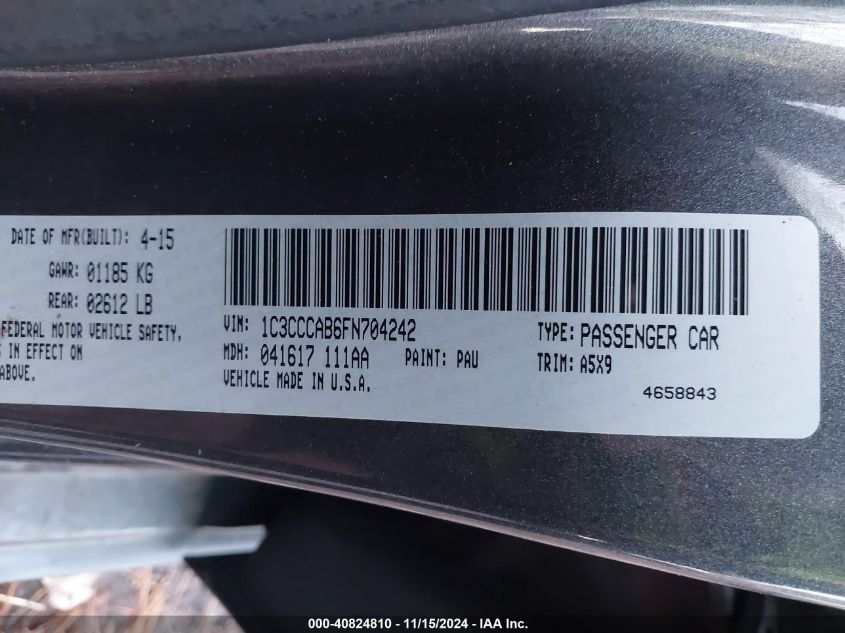 DATE OF MFR(BUILT): 4-15
GAWR: 01185 KG
REAR: 02612 LB
FEDERAL MOTOR VEHICLE SAFETY,
IN EFFECT ON
ABOVE.
VIN: 1C3CCCAB6FN704242
TYPE: PASSENGER CAR
MDH: 041617 111AA
PAINT: PAU
TRIM: A5X9
VEHICLE MADE IN U.S.A.
4658843
000-40824810 - 11/15/2024 - IAA Inc.